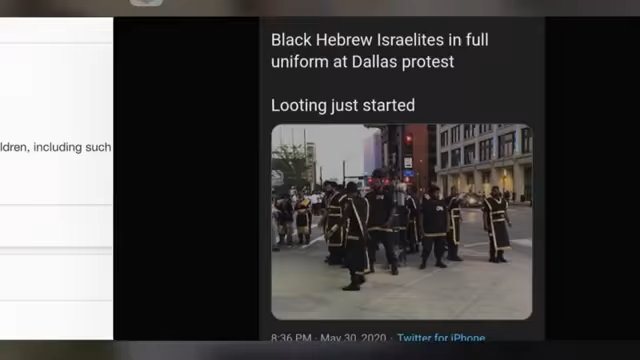 Black Hebrew Israelites in full
uniform at Dallas protest
Looting just started
ldren, including such
8:36 PM · May 30, 2020 · Twitter for iPhone